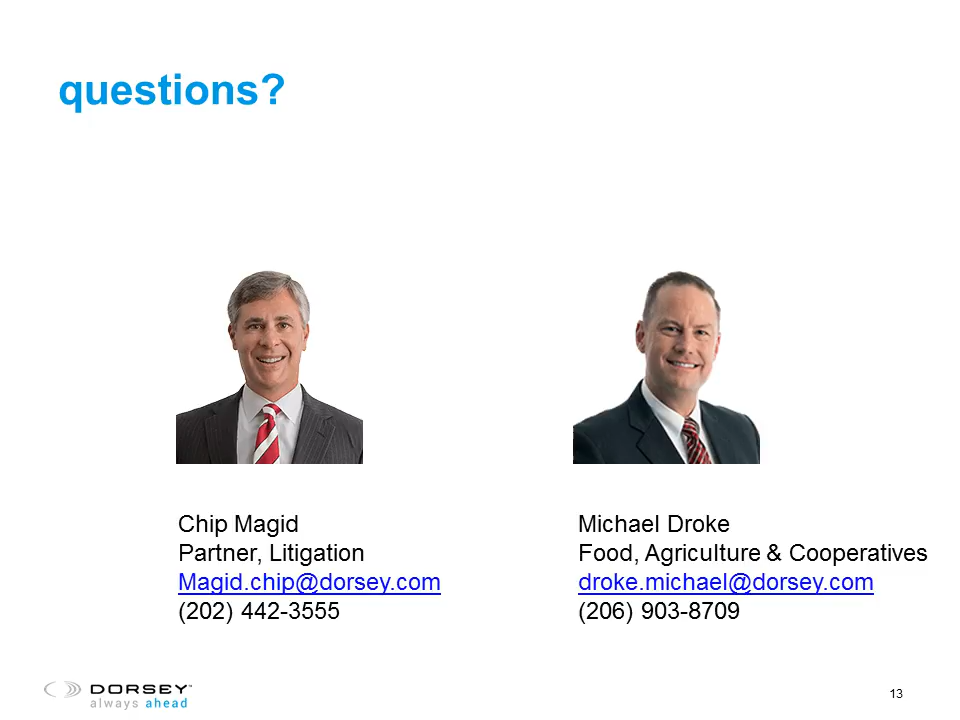 questions?
Chip Magid
Partner, Litigation
Magid.chip@dorsey.com
(202) 442-3555
Michael Droke
Food, Agriculture & Cooperatives
droke.michael@dorsey.com
(206) 903-8709
DORSEY™
always ahead
13